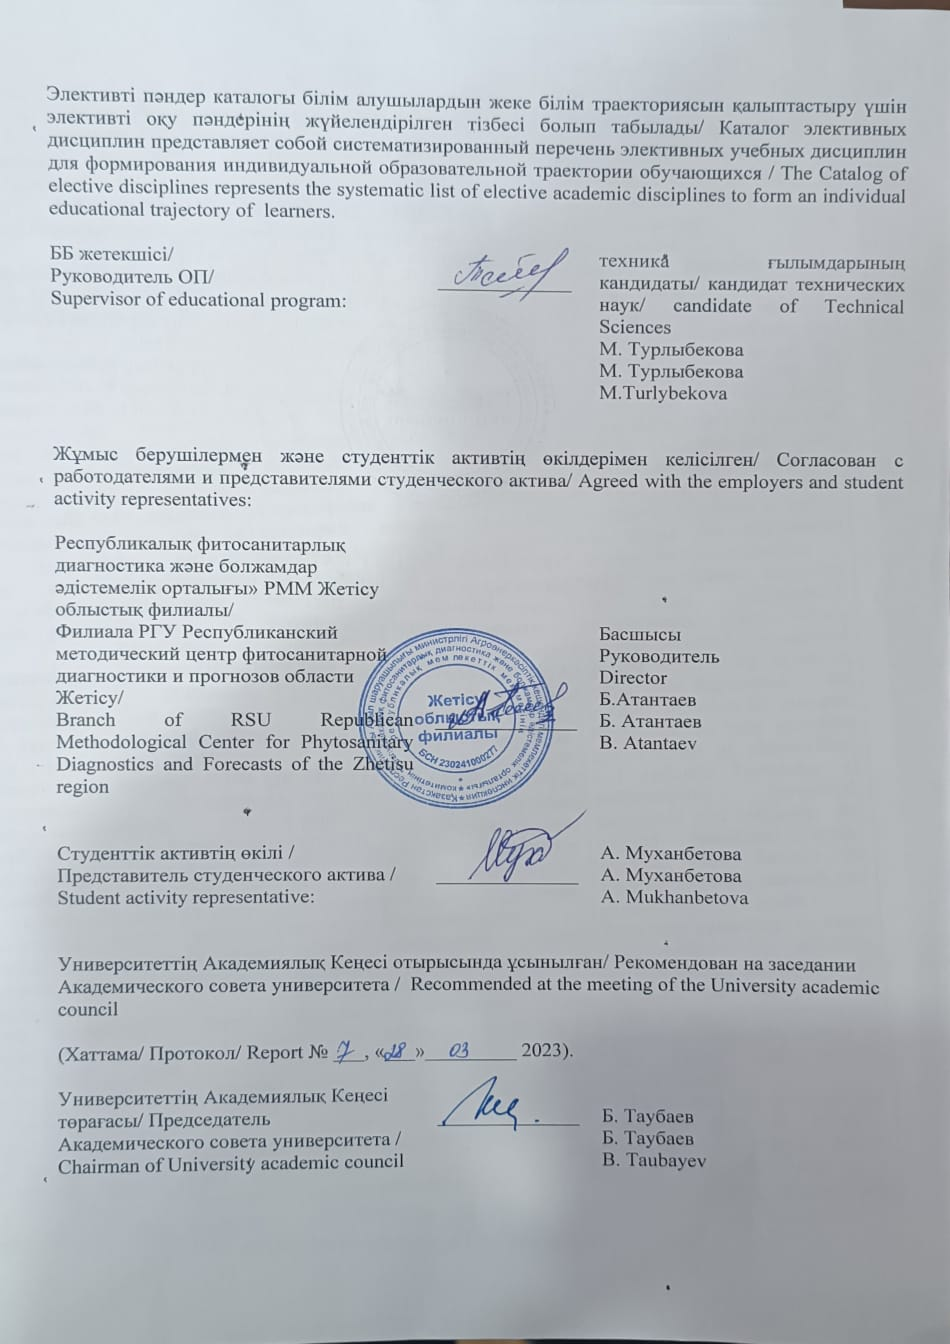 Элективті пәндер каталогы білім алушылардын жеке білім траекториясын қалыптастыру үшін
элективті оқу пәндерінің жүйелендірілген тізбесі болып табылады/ Каталог элективных
дисциплин представляет собой систематизированный перечень элективных учебных дисциплин
для формирования индивидуальной образовательной траектории обучающихся / The Catalog of
elective disciplines represents the systematic list of elective academic disciplines to form an individual
educational trajectory of learners.
ББ жетекшісі/
Руководитель ОП/
Supervisor of educational program:
техника ғылымдарының
кандидаты/ кандидат технических
наук/ candidate of Technical
Sciences
М. Турлыбекова
М. Турлыбекова
M.Turlybekova
Жұмыс берушілермен және студенттік активтің өкілдерімен келісілген/ Согласован с
работодателями и представителями студенческого актива/ Agreed with the employers and student
activity representatives:
Республикалық фитосанитарлық
диагностика және болжамдар
әдістемелік орталығы» РММ Жетісу
облыстық филиалы/
Филиала РГУ Республиканский
методический центр фитосанитарной
диагностики и прогнозов области
Жетісу/
Branch of RSU Republican
Methodological Center for Phytosanitary
Diagnostics and Forecasts of the Zhetisu
region
Жетісу
облыстық
филиалы
БСН 230241000277
Басшысы
Руководитель
Director
Б.Атантаев
Б. Атантаев
B. Atantaev
Студенттік активтің өкілі /
Представитель студенческого актива /
Student activity representative:
А. Муханбетова
А. Муханбетова
A. Mukhanbetova
Университеттің Академиялық Кеңесі отырысында ұсынылған/ Рекомендован на заседании
Академического совета университета / Recommended at the meeting of the University academic
council
(Хаттама/ Протокол/ Report № 7, «28» 03 2023).
Университеттің Академиялық Кеңесі
төрағасы/ Председатель
Академического совета университета /
Chairman of University academic council
Б. Таубаев
Б. Таубаев
B. Taubayev